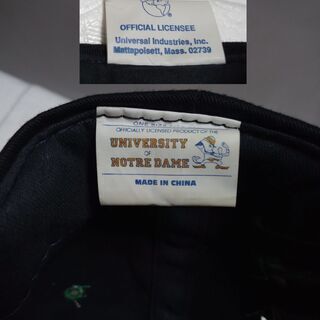 OFFICIAL LICENSEE
Universal Industries, Inc.
Mattapoisett, Mass. 02739
ONE SIZE
OFFICIALLY LICENSED PRODUCT OF THE
UNIVERSITY
OF
NOTRE DAME
MADE IN CHINA